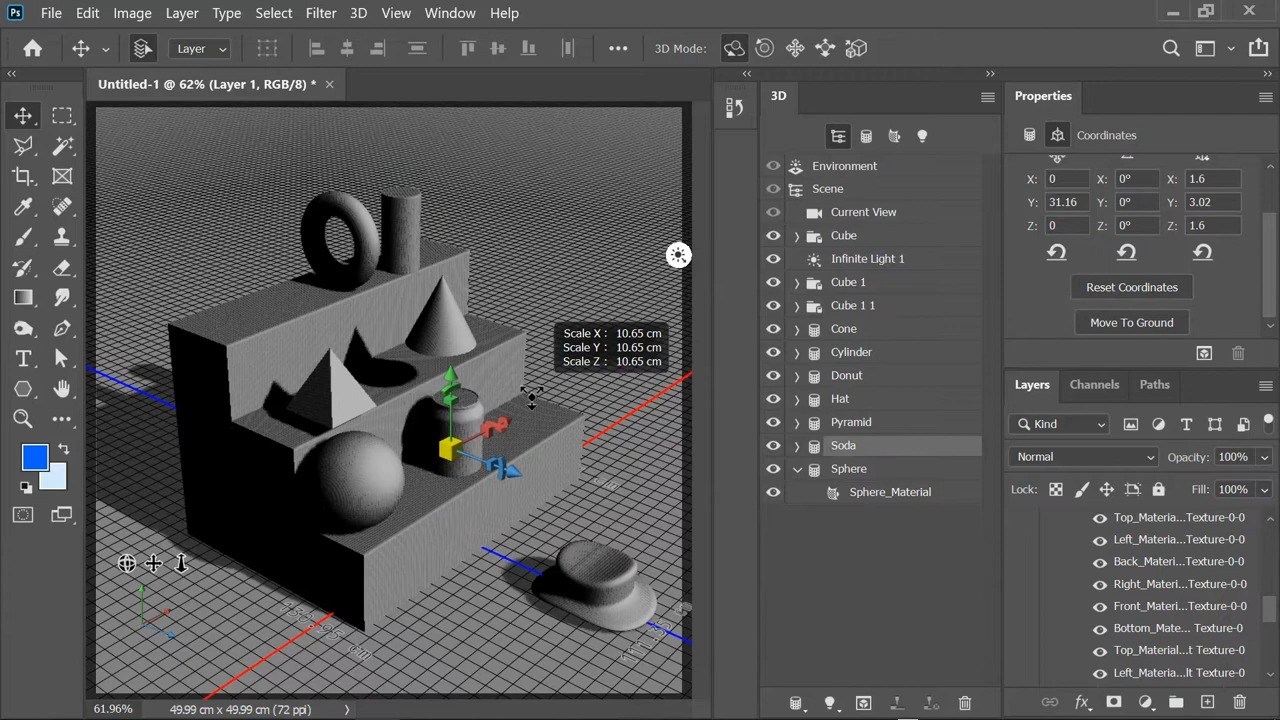 Ps File Edit Image Layer Type Select Filter 3D View Window Help
Layer 3D Mode:
Untitled-1 @ 62% (Layer 1, RGB/8) *
3D
Properties
Coordinates
Environment
Scene
Current View
Cube
Infinite Light 1
Cube 1
Cube 1 1
Cone
Cylinder
Donut
Hat
Pyramid
Soda
Sphere
Sphere_Material
X: 0 X: 0° X: 1.6
Y: 31.16 Y: 0° Y: 3.02
Z: 0 Z: 0° Z: 1.6
Reset Coordinates
Move To Ground
Scale X : 10.65 cm
Scale Y : 10.65 cm
Scale Z : 10.65 cm
Layers Channels Paths
Kind
Normal Opacity: 100%
Lock: Fill: 100%
Top_Materia...Texture-0-0
Left_Materia...Texture-0-0
Back_Materi...Texture-0-0
Right_Materi...Texture-0-0
Front_Materia...Texture-0-0
Bottom_Mate... Texture-0-0
Top_Material...t Texture-0-0
Left_Materia...lt Texture-0-0
61.96% 49.99 cm x 49.99 cm (72 ppi)